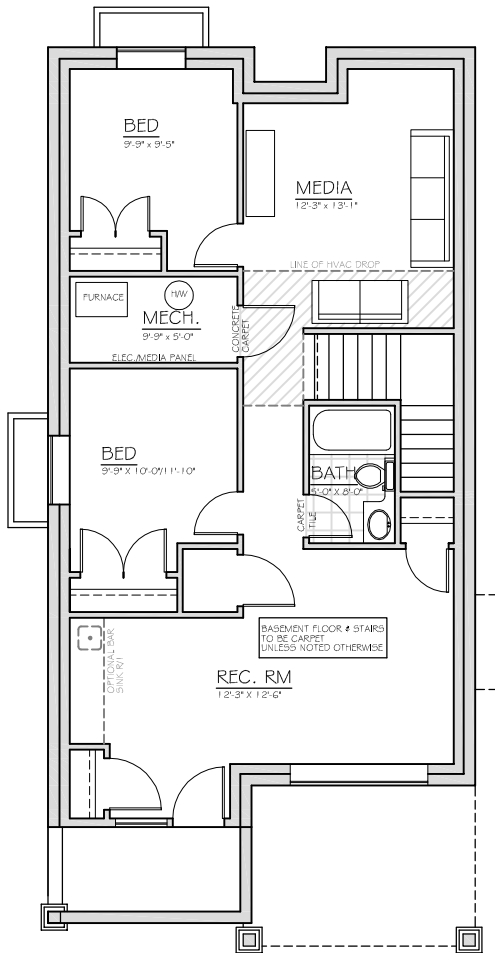 BED
9'-9" x 9'-5"
MEDIA
12'-3" x 13'-1"
LINE OF HVAC DROP
FURNACE
H/W
MECH.
9'-9" x 5'-0"
ELEC./MEDIA PANEL
CONCRETE
CARPET
BED
9'-9" X 10'-0"/11'-10"
BATH
5'-0" X 8'-0"
CARPET
TILE
BASEMENT FLOOR & STAIRS
TO BE CARPET
UNLESS NOTED OTHERWISE
OPTIONAL BAR
SINK R/I
REC. RM
12'-3" X 12'-6"